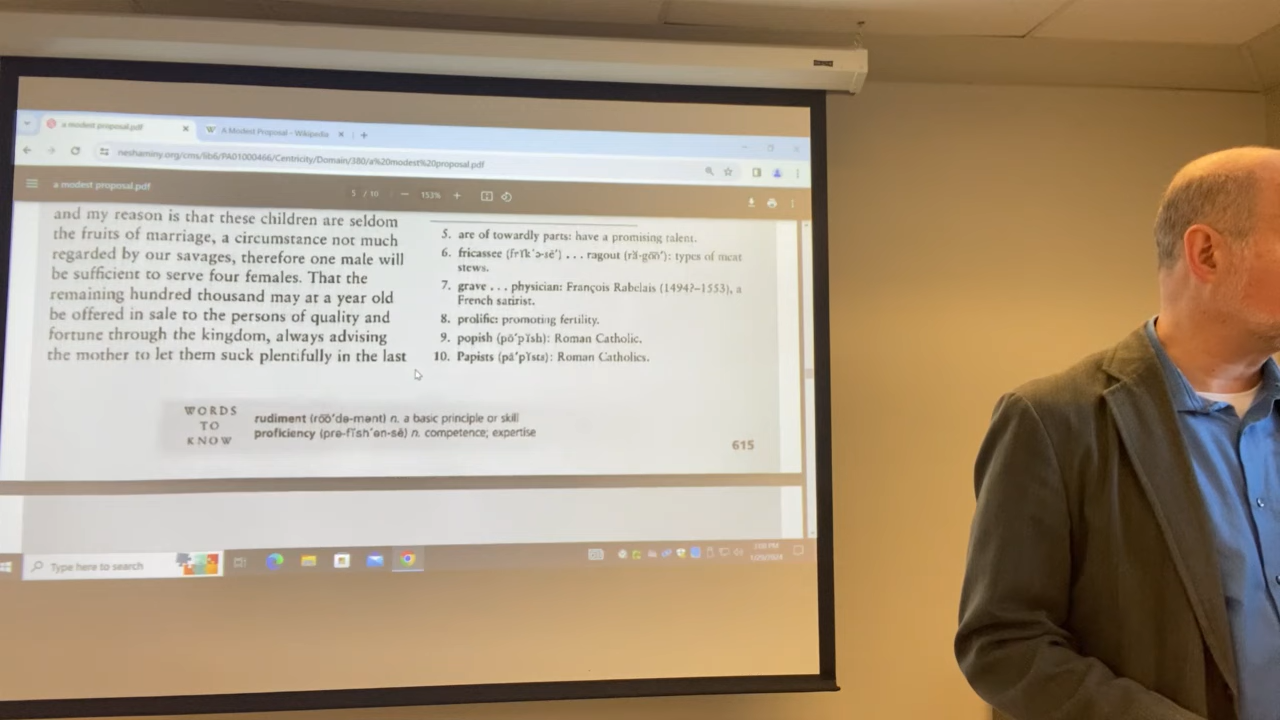 a modest proposal.pdf
A Modest Proposal - Wikipedia
neshaminy.org/cms/lib6/PA01000466/Centricity/Domain/380/a%20modest%20proposal.pdf
a modest proposal.pdf
5 / 10
153%
and my reason is that these children are seldom
the fruits of marriage, a circumstance not much
regarded by our savages, therefore one male will
be sufficient to serve four females. That the
remaining hundred thousand may at a year old
be offered in sale to the persons of quality and
fortune through the kingdom, always advising
the mother to let them suck plentifully in the last
5. are of towardly parts: have a promising talent.
6. fricassee (frĭk´ə-sē´) . . . ragout (ră-go͞o´): types of meat
stews.
7. grave . . . physician: François Rabelais (1494?–1553), a
French satirist.
8. prolific: promoting fertility.
9. popish (pō´pĭsh): Roman Catholic.
10. Papists (pā´pĭsts): Roman Catholics.
WORDS
TO
KNOW
rudiment (ro͞o´də-mənt) n. a basic principle or skill
proficiency (prə-fĭsh´ən-sē) n. competence; expertise
615
Type here to search